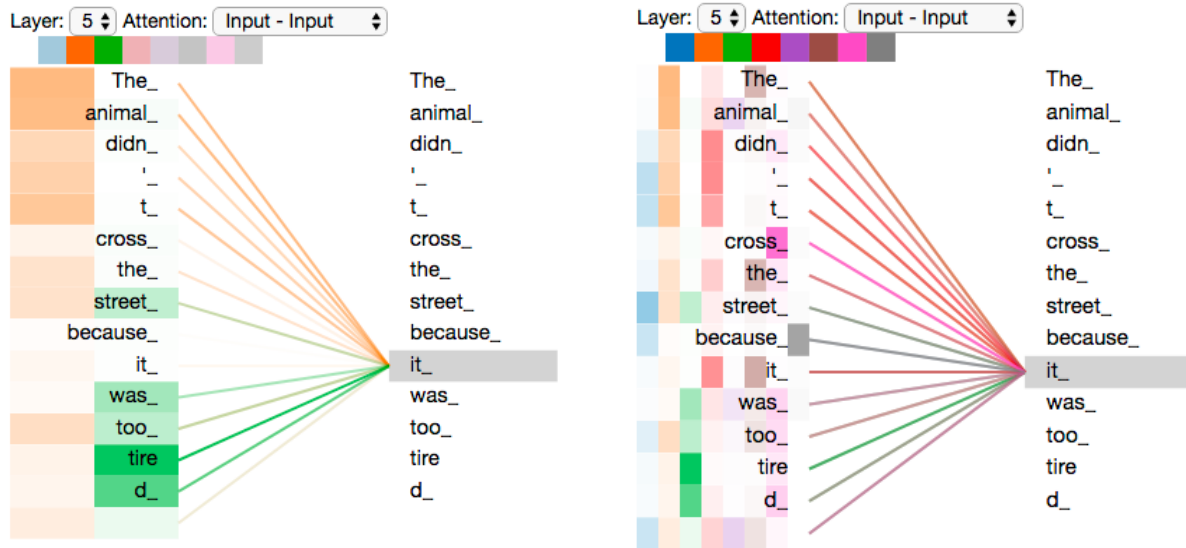 Layer: 5 Attention: Input - Input
The_ The_
animal_ animal_
didn_ didn_
'_ '_
t_ t_
cross_ cross_
the_ the_
street_ street_
because_ because_
it_ it_
was_ was_
too_ too_
tire tire
d_ d_
Layer: 5 Attention: Input - Input
The_ The_
animal_ animal_
didn_ didn_
'_ '_
t_ t_
cross_ cross_
the_ the_
street_ street_
because_ because_
it_ it_
was_ was_
too_ too_
tire tire
d_ d_